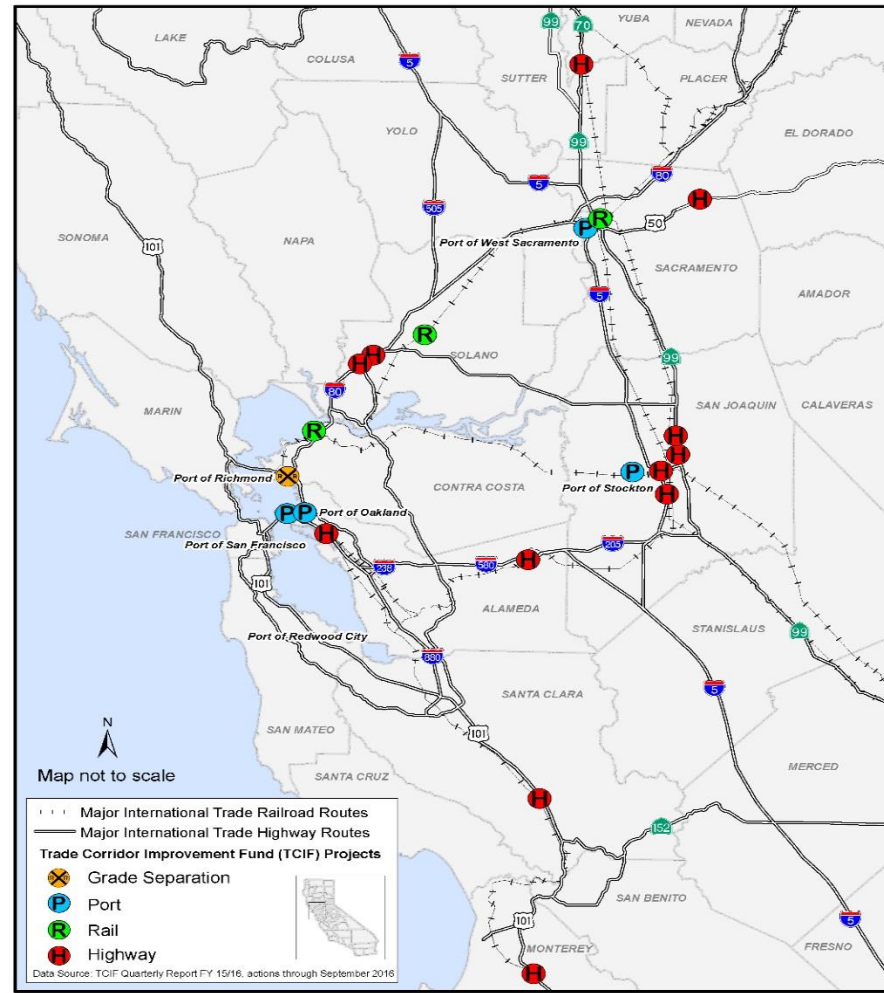 LAKE
COLUSA
5
99
70
YUBA
NEVADA
H
SUTTER
PLACER
YOLO
99
EL DORADO
5
80
505
H
SONOMA
NAPA
101
R
P
50
Port of West Sacramento
SACRAMENTO
5
AMADOR
R
SOLANO
99
H
H
80
MARIN
SAN JOAQUIN
CALAVERAS
R
H
H
Port of Richmond
P
H
CONTRA COSTA
Port of Stockton
H
P
P
Port of Oakland
SAN FRANCISCO
H
Port of San Francisco
205
H
580
238
101
ALAMEDA
STANISLAUS
99
Port of Redwood City
880
5
SANTA CLARA
SAN MATEO
101
N
Map not to scale
SANTA CRUZ
MERCED
H
152
Major International Trade Railroad Routes
Major International Trade Highway Routes
Trade Corridor Improvement Fund (TCIF) Projects
Grade Separation
P Port
R Rail
H Highway
Data Source: TCIF Quarterly Report FY 15/16, actions through September 2016
SAN BENITO
101
5
MONTEREY
FRESNO
H